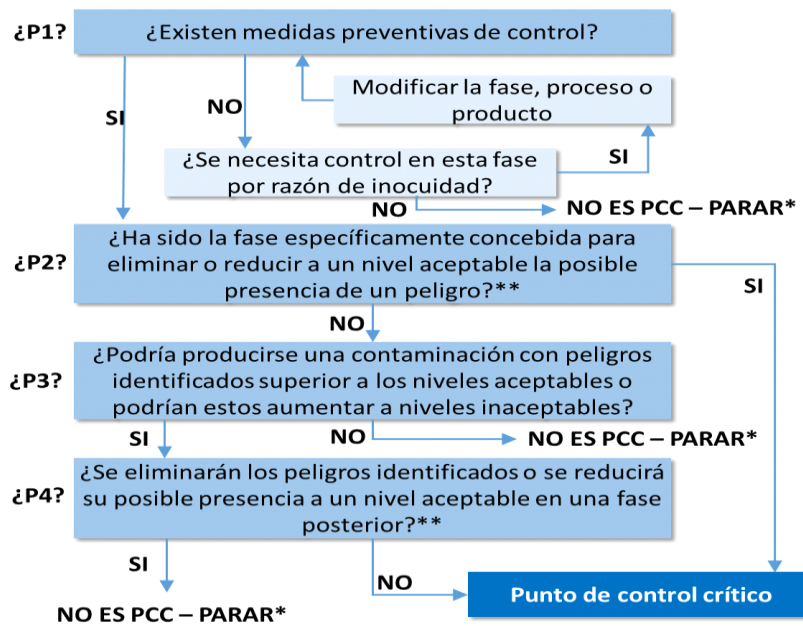 ¿P1?
¿Existen medidas preventivas de control?
Modificar la fase, proceso o
producto
SI
NO
¿Se necesita control en esta fase
por razón de inocuidad?
SI
NO
NO ES PCC – PARAR*
¿P2?
¿Ha sido la fase específicamente concebida para
eliminar o reducir a un nivel aceptable la posible
presencia de un peligro?**
SI
NO
¿P3?
¿Podría producirse una contaminación con peligros
identificados superior a los niveles aceptables o
podrían estos aumentar a niveles inaceptables?
SI
NO
NO ES PCC – PARAR*
¿P4?
¿Se eliminarán los peligros identificados o se reducirá
su posible presencia a un nivel aceptable en una fase
posterior?**
SI
NO
Punto de control crítico
NO ES PCC – PARAR*